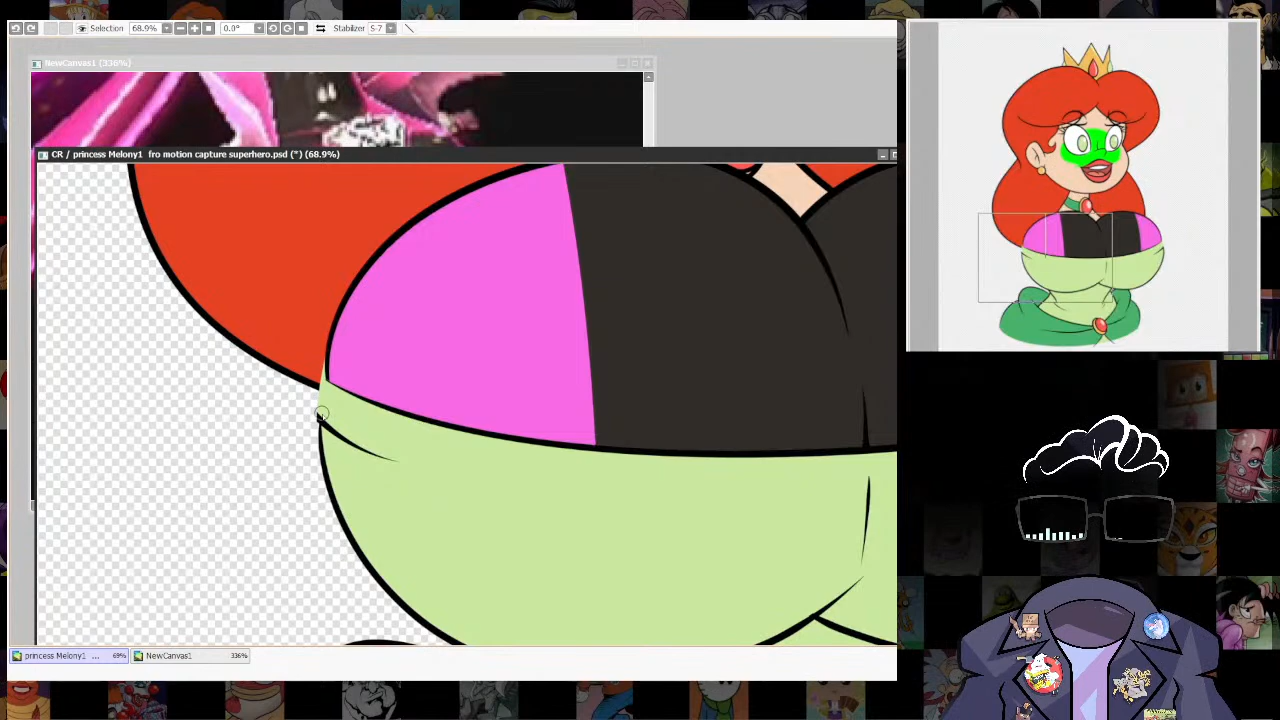 Selection 68.9% 0.0° Stabilizer S-7
NewCanvas1 (336%)
CR / princess Melony1 fro motion capture superhero.psd (*) (68.9%)
princess Melony1 ... 69% NewCanvas1 336%